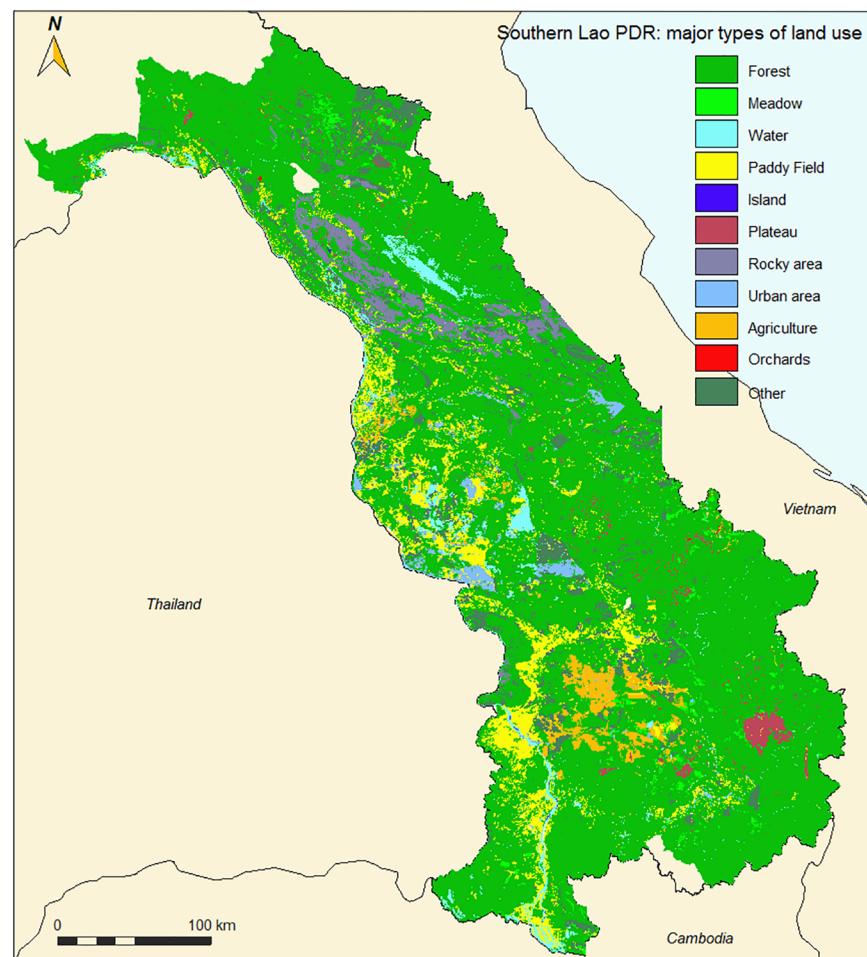 N
Southern Lao PDR: major types of land use
Forest
Meadow
Water
Paddy Field
Island
Plateau
Rocky area
Urban area
Agriculture
Orchards
Other
Vietnam
Thailand
Cambodia
0 100 km